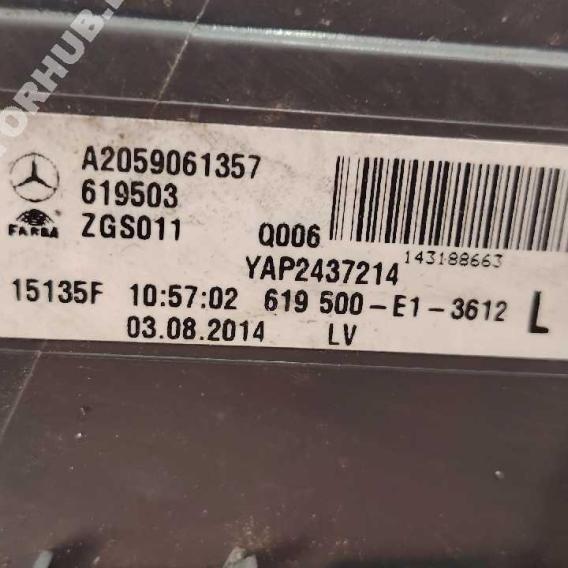 TORHUB.
A2059061357
619503
FARBA
ZGS011
Q006
YAP2437214
143188663
15135F 10:57:02 619 500-E1-3612 L
03.08.2014 LV